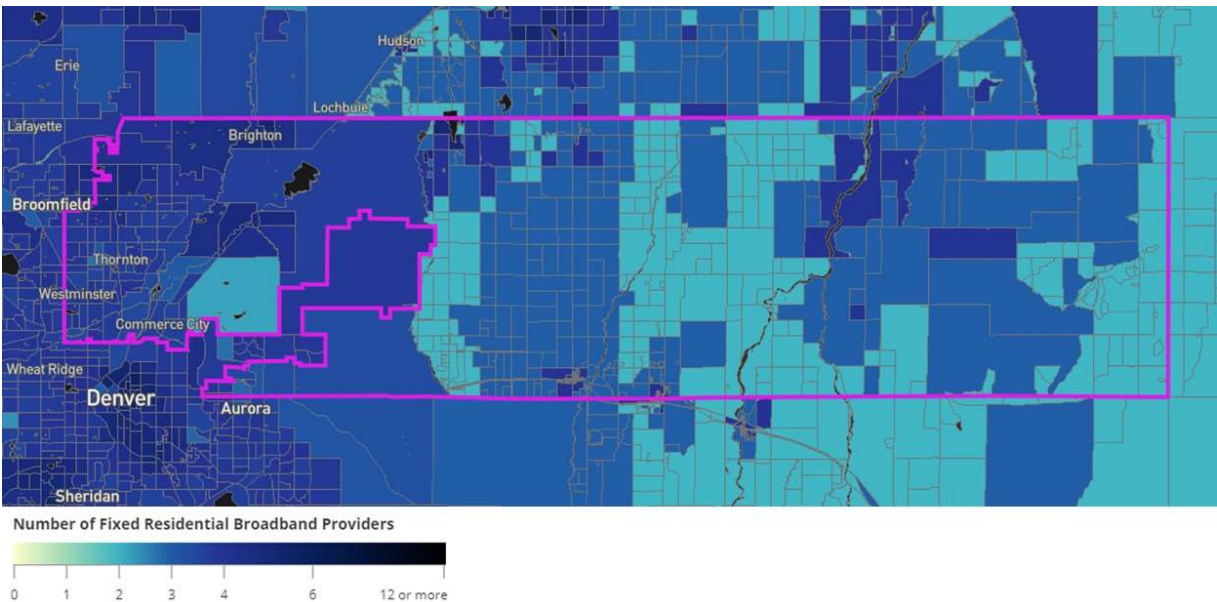 Hudson
Erie
Lochbuie
Lafayette
Brighton
Broomfield
Thornton
Westminster
Commerce City
Wheat Ridge
Denver
Aurora
Sheridan
Number of Fixed Residential Broadband Providers
0 1 2 3 4 6 12 or more